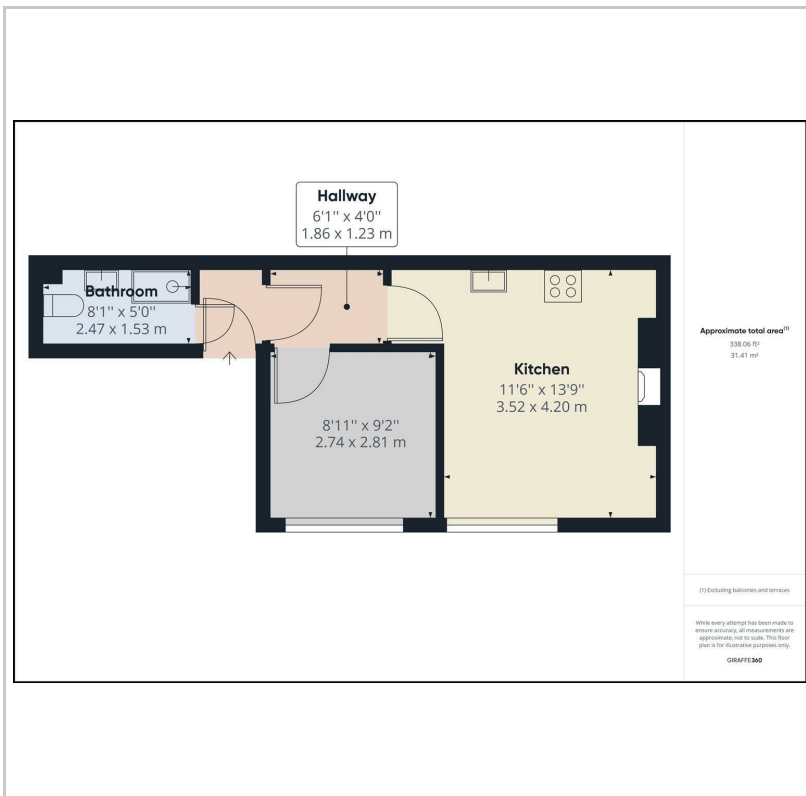 Hallway
6'1" x 4'0"
1.86 x 1.23 m
Bathroom
8'1" x 5'0"
2.47 x 1.53 m
Kitchen
11'6" x 13'9"
3.52 x 4.20 m
8'11" x 9'2"
2.74 x 2.81 m
Approximate total area(1)
338.06 ft²
31.41 m²
(1) Excluding balconies and terraces
While every attempt has been made to
ensure accuracy, all measurements are
approximate, not to scale. This floor
plan is for illustrative purposes only.
GIRAFFE360